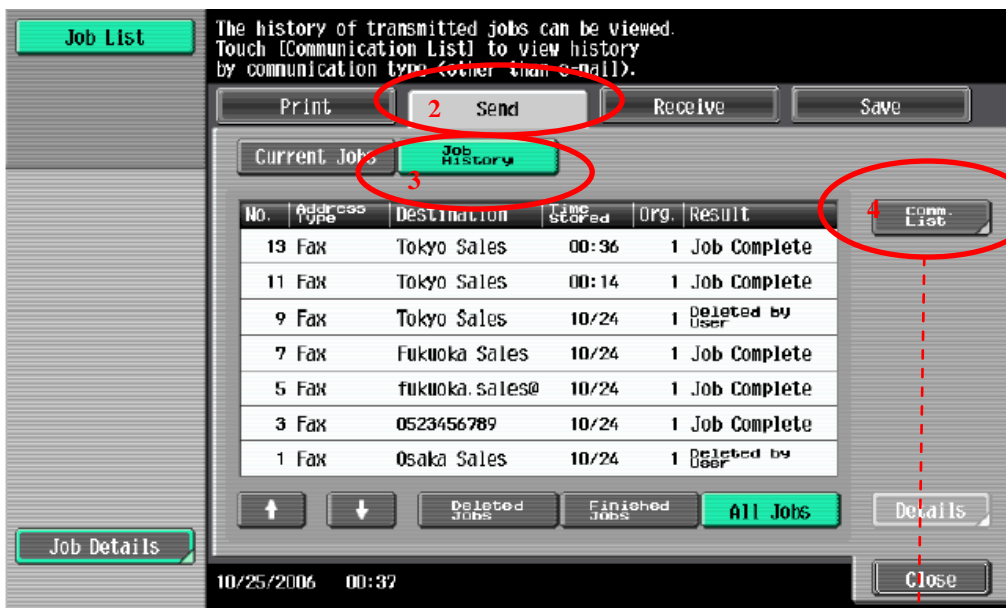 Job List
The history of transmitted jobs can be viewed.
Touch [Communication List] to view history
by communication type (other than e-mail).
Print 2 Send Receive Save
Current Jobs Job History
3
No. Address Type Destination Time Stored Org. Result
4 Comm. List
13 Fax Tokyo Sales 00:36 1 Job Complete
11 Fax Tokyo Sales 00:14 1 Job Complete
9 Fax Tokyo Sales 10/24 1 Deleted by User
7 Fax Fukuoka Sales 10/24 1 Job Complete
5 Fax fukuoka.sales@ 10/24 1 Job Complete
3 Fax 0523456789 10/24 1 Job Complete
1 Fax Osaka Sales 10/24 1 Deleted by User
Deleted Jobs Finished Jobs All Jobs Details
Job Details
10/25/2006 00:37 Close